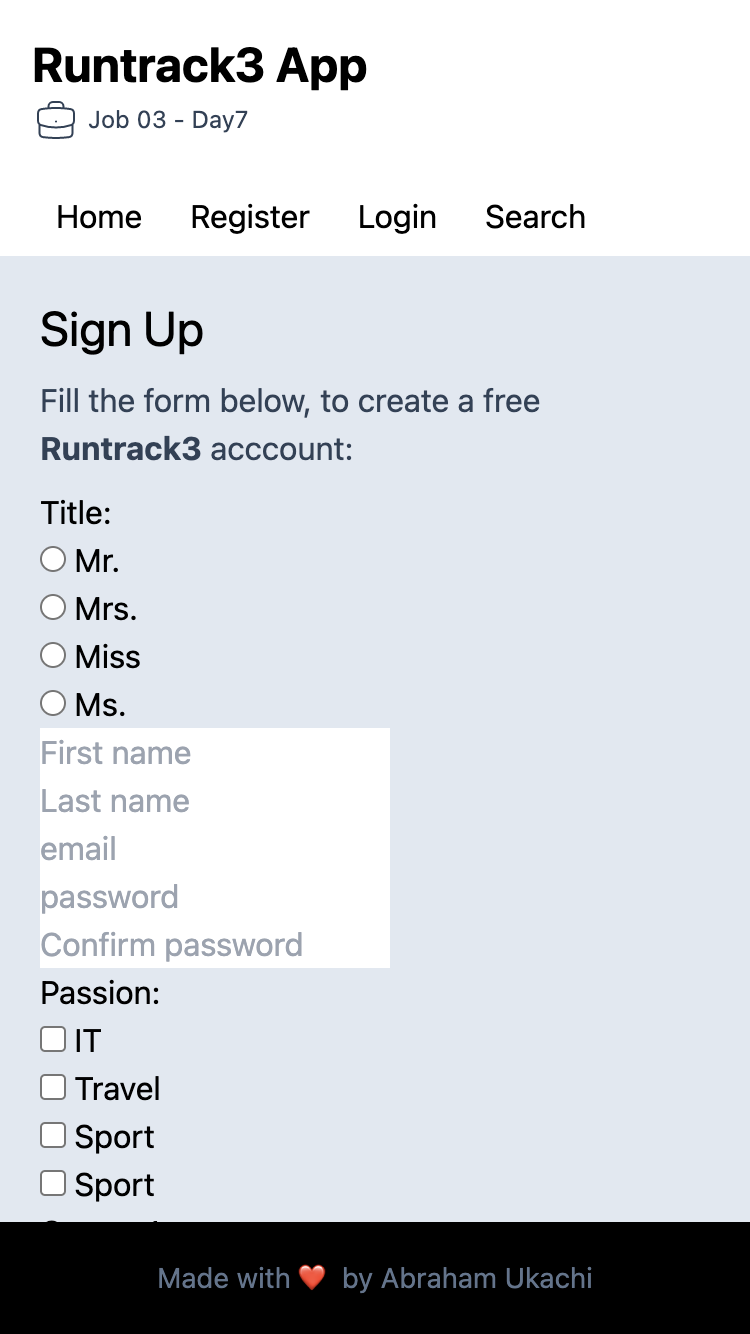 Runtrack3 App
Job 03 - Day7
Home Register Login Search
Sign Up
Fill the form below, to create a free
Runtrack3 acccount:
Title:
Mr.
Mrs.
Miss
Ms.
First name
Last name
email
password
Confirm password
Passion:
IT
Travel
Sport
Sport
Made with ❤️ by Abraham Ukachi